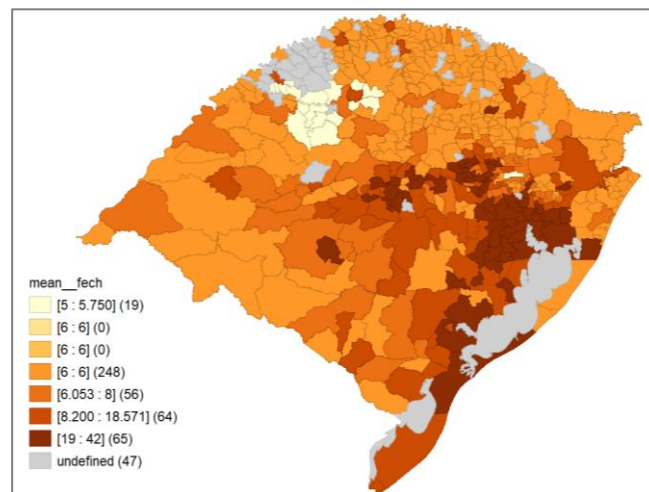 mean__fech
[5 : 5.750] (19)
[6 : 6] (0)
[6 : 6] (0)
[6 : 6] (248)
[6.053 : 8] (56)
[8.200 : 18.571] (64)
[19 : 42] (65)
undefined (47)